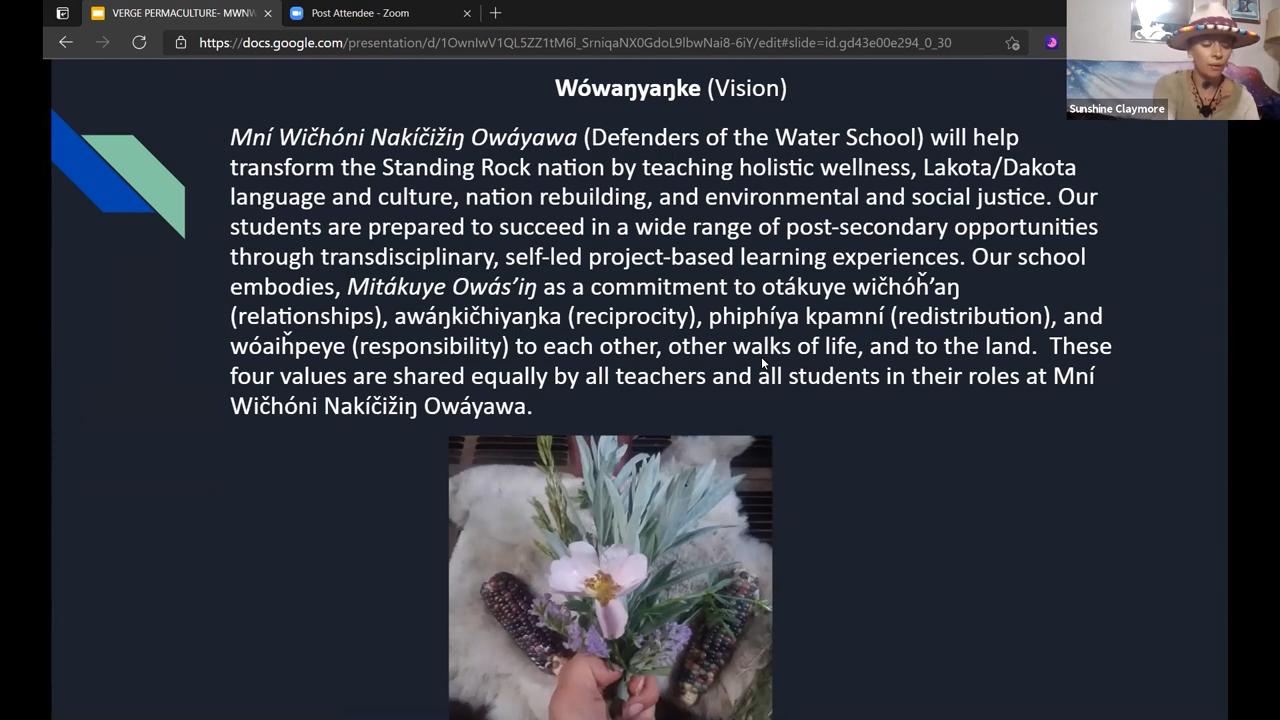 VERGE PERMACULTURE- MWNW
Post Attendee - Zoom
https://docs.google.com/presentation/d/1OwnIwV1QL5ZZ1tM6l_SrniqaNX0GdoL9lbwNai8-6iY/edit#slide=id.gd43e00e294_0_30
Sunshine Claymore
Wówaŋyaŋke (Vision)
Mní Wičhóni Nakíčižiŋ Owáyawa (Defenders of the Water School) will help
transform the Standing Rock nation by teaching holistic wellness, Lakota/Dakota
language and culture, nation rebuilding, and environmental and social justice. Our
students are prepared to succeed in a wide range of post-secondary opportunities
through transdisciplinary, self-led project-based learning experiences. Our school
embodies, Mitákuye Owás’iŋ as a commitment to otákuye wičhóȟ’aŋ
(relationships), awáŋkičhiyaŋka (reciprocity), phiphíya kpamní (redistribution), and
wóaiȟpeye (responsibility) to each other, other walks of life, and to the land. These
four values are shared equally by all teachers and all students in their roles at Mní
Wičhóni Nakíčižiŋ Owáyawa.